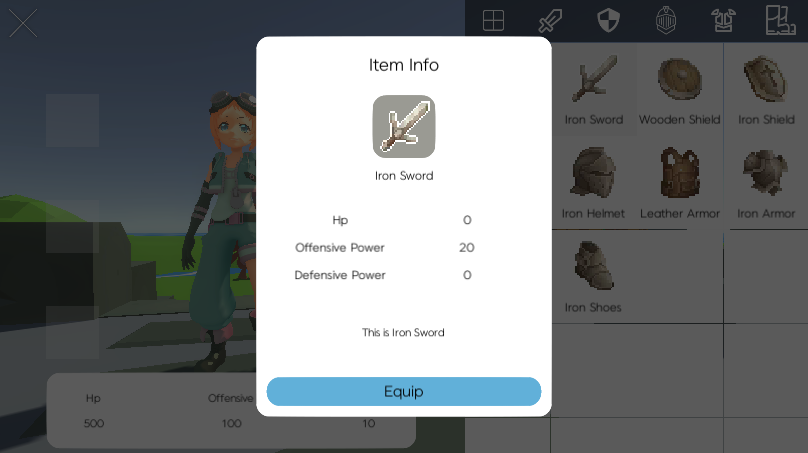 Item Info
Iron Sword
Hp 0
Offensive Power 20
Defensive Power 0
This is Iron Sword
Equip
Iron Sword Wooden Shield Iron Shield
Iron Helmet Leather Armor Iron Armor
Iron Shoes
Hp Offensive
500 100 10